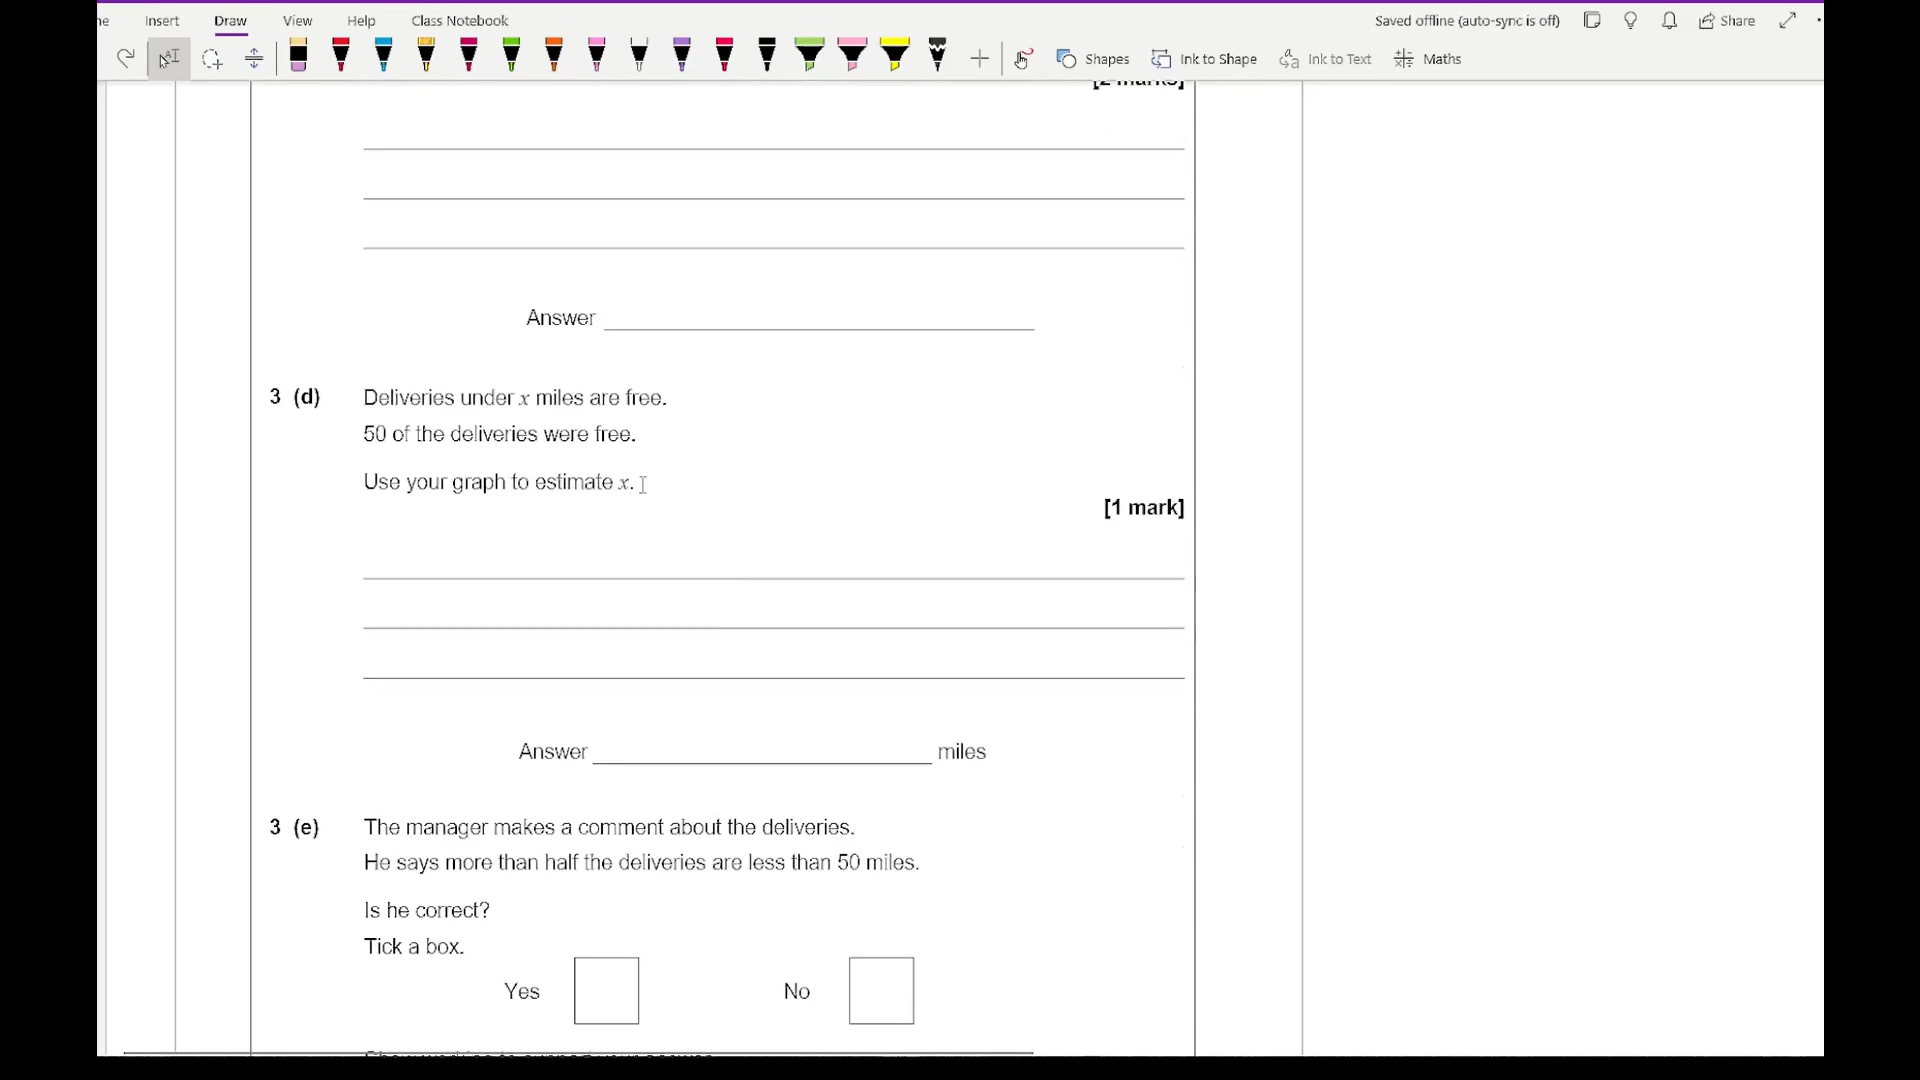 Insert Draw View Help Class Notebook Saved offline (auto-sync is off) Share
Shapes Ink to Shape Ink to Text Maths
[2 marks]
Answer
3 (d) Deliveries under x miles are free.
50 of the deliveries were free.
Use your graph to estimate x.
[1 mark]
Answer miles
3 (e) The manager makes a comment about the deliveries.
He says more than half the deliveries are less than 50 miles.
Is he correct?
Tick a box.
Yes No